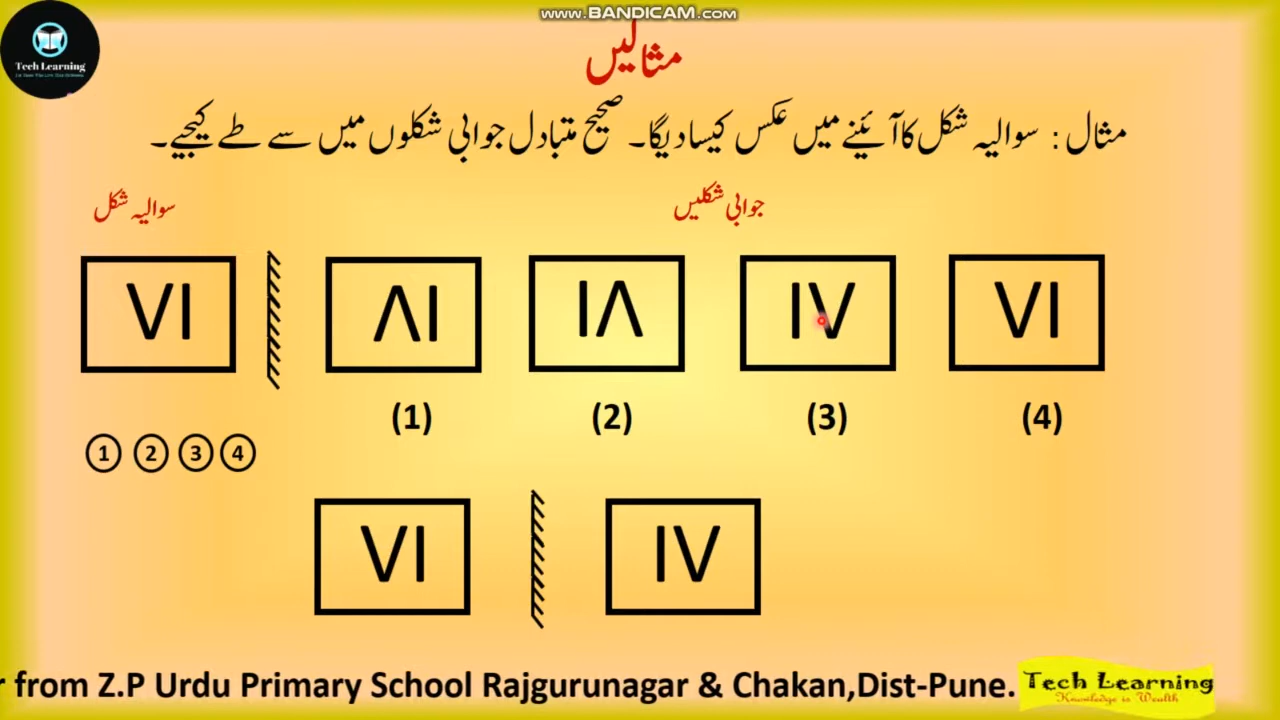 www.BANDICAM.com
Tech Learning
مثالیں
مثال : سوالیہ شکل کا آئینے میں عکس کیسا دیگا۔ صحیح متبادل جوابی شکلوں میں سے طے کیجیے۔
سوالیہ شکل
جوابی شکلیں
VI ΛI IΛ IV VI
(1) (2) (3) (4)
1 2 3 4
VI IV
r from Z.P Urdu Primary School Rajgurunagar & Chakan,Dist-Pune.
Tech Learning
Knowledge is Wealth